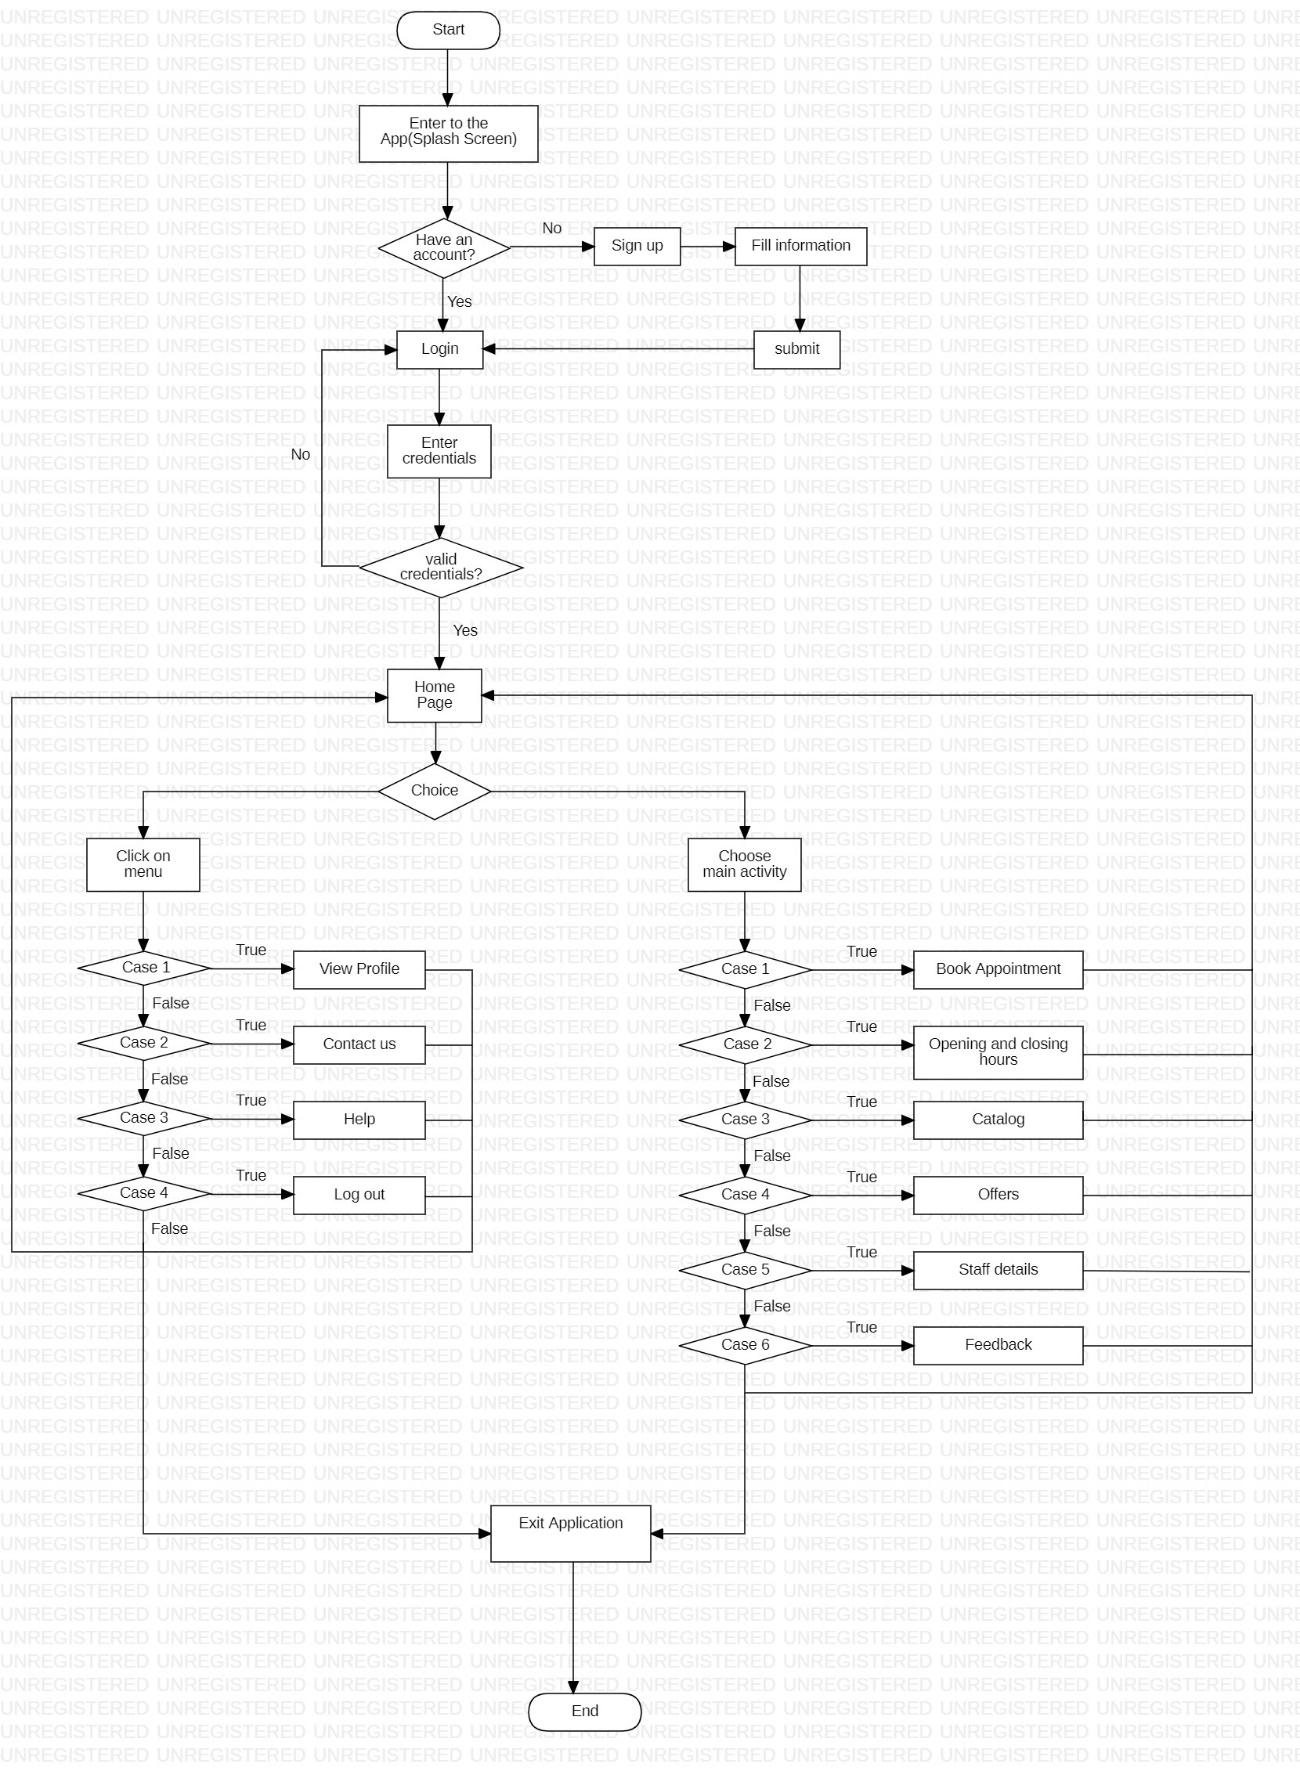 Start
Enter to the
App(Splash Screen)
Have an
account?
No
Sign up
Fill information
Yes
Login
submit
No
Enter
credentials
valid
credentials?
Yes
Home
Page
Choice
Click on
menu
Choose
main activity
Case 1
True
View Profile
False
Case 2
True
Contact us
False
Case 3
True
Help
False
Case 4
True
Log out
False
Case 1
True
Book Appointment
False
Case 2
True
Opening and closing
hours
False
Case 3
True
Catalog
False
Case 4
True
Offers
False
Case 5
True
Staff details
False
Case 6
True
Feedback
Exit Application
End
UNREGISTERED